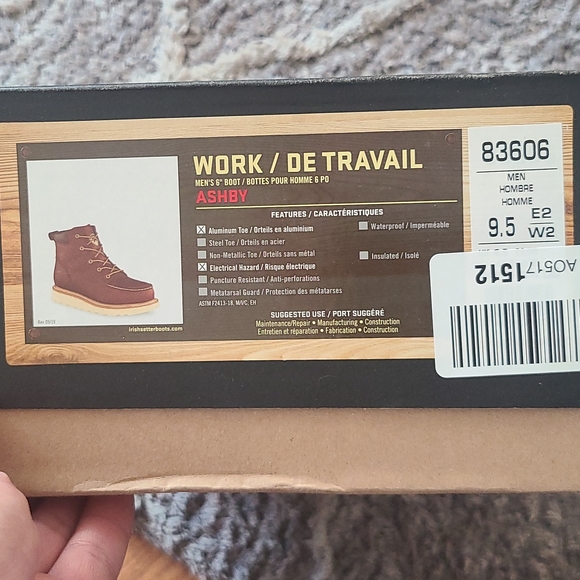 WORK / DE TRAVAIL
MEN'S 6" BOOT / BOTTES POUR HOMME 6 PO
ASHBY
FEATURES / CARACTÉRISTIQUES
X Aluminum Toe / Orteils en aluminium
Steel Toe / Orteils en acier
Non-Metallic Toe / Orteils sans métal
X Electrical Hazard / Risque électrique
Puncture Resistant / Anti-perforations
Metatarsal Guard / Protection des métatarses
Waterproof / Imperméable
Insulated / Isolé
ASTM F2413-18, M/I/C, EH
SUGGESTED USE / PORT SUGGÉRÉ
Maintenance/Repair • Manufacturing • Construction
Entretien et réparation • Fabrication • Construction
irishsetterboots.com
83606
MEN
HOMBRE
HOMME
9.5 E2
W2
AO517 1512